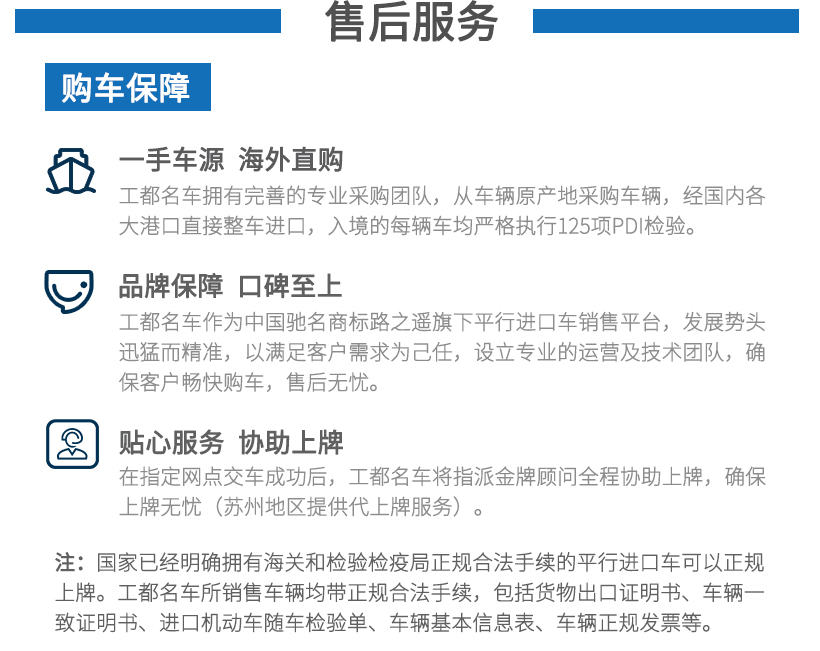 售后服务
购车保障
一手车源 海外直购
工都名车拥有完善的专业采购团队，从车辆原产地采购车辆，经国内各
大港口直接整车进口，入境的每辆车均严格执行125项PDI检验。
品牌保障 口碑至上
工都名车作为中国驰名商标路之遥旗下平行进口车销售平台，发展势头
迅猛而精准，以满足客户需求为己任，设立专业的运营及技术团队，确
保客户畅快购车，售后无忧。
贴心服务 协助上牌
在指定网点交车成功后，工都名车将指派金牌顾问全程协助上牌，确保
上牌无忧（苏州地区提供代上牌服务）。
注：国家已经明确拥有海关和检验检疫局正规合法手续的平行进口车可以正规
上牌。工都名车所销售车辆均带正规合法手续，包括货物出口证明书、车辆一
致证明书、进口机动车随车检验单、车辆基本信息表、车辆正规发票等。